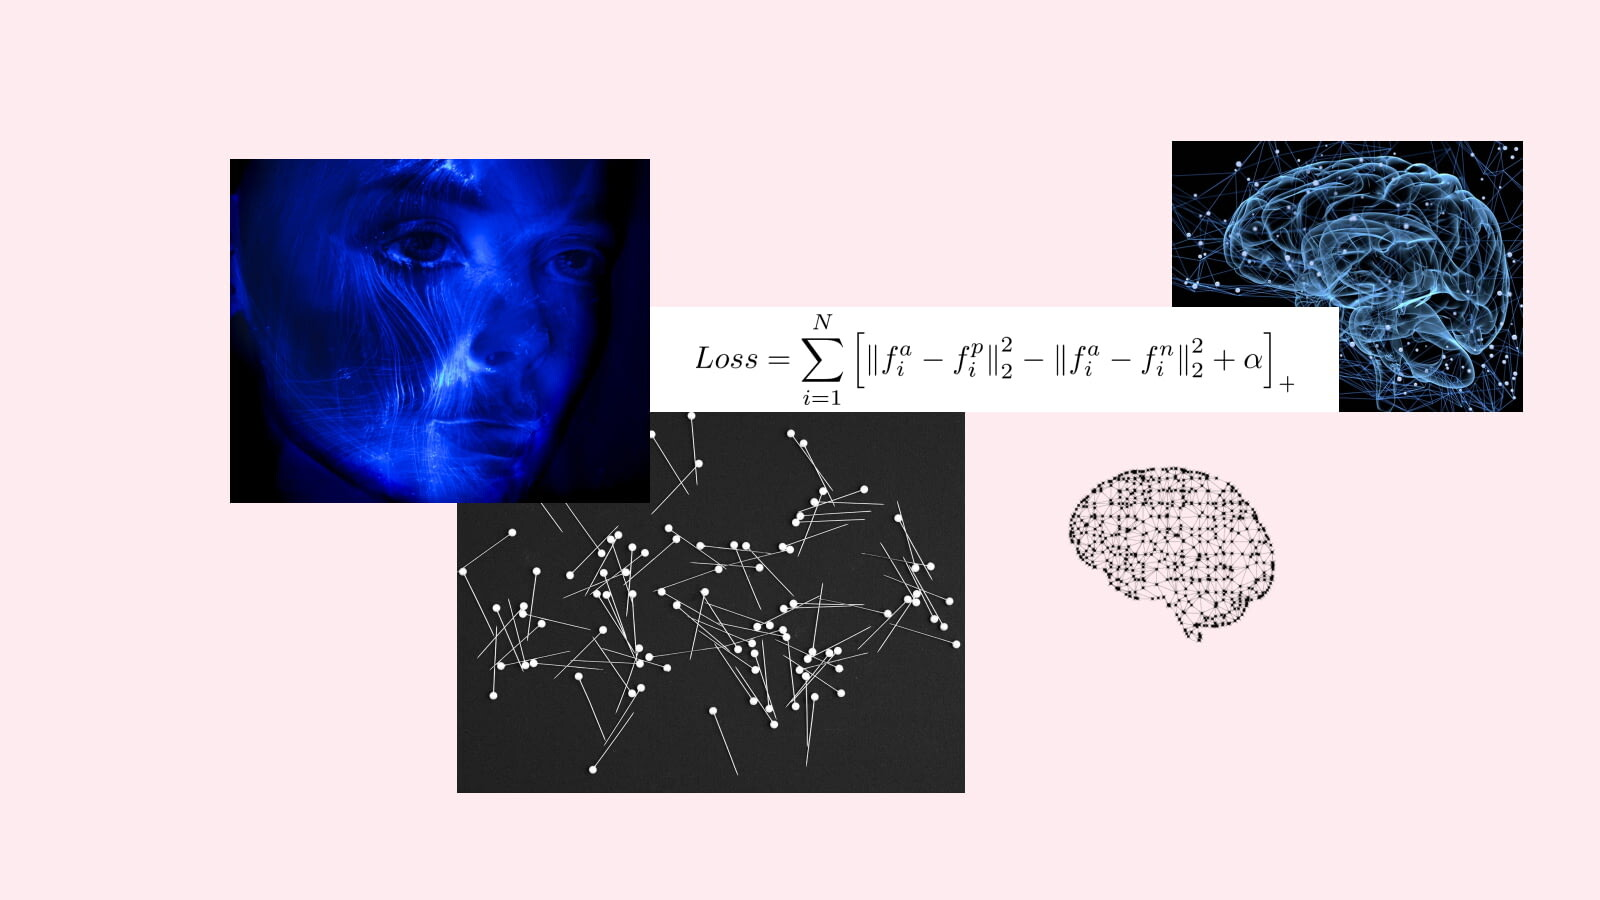 Loss = \sum_{i=1}^{N} \left[ \|f_i^a - f_i^p\|_2^2 - \|f_i^a - f_i^n\|_2^2 + \alpha \right]_+